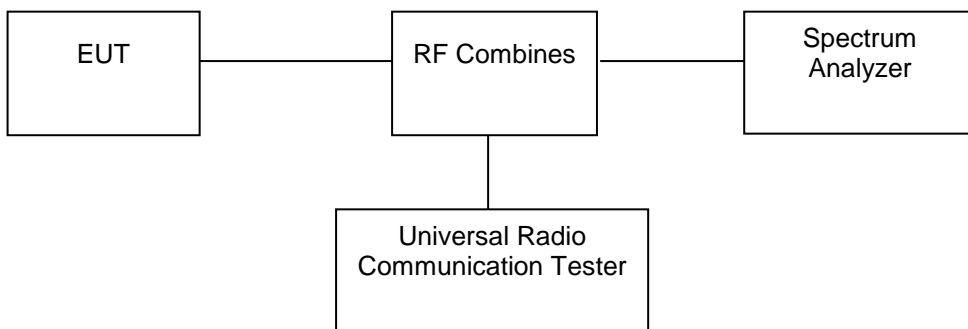 EUT
RF Combines
Spectrum
Analyzer
Universal Radio
Communication Tester